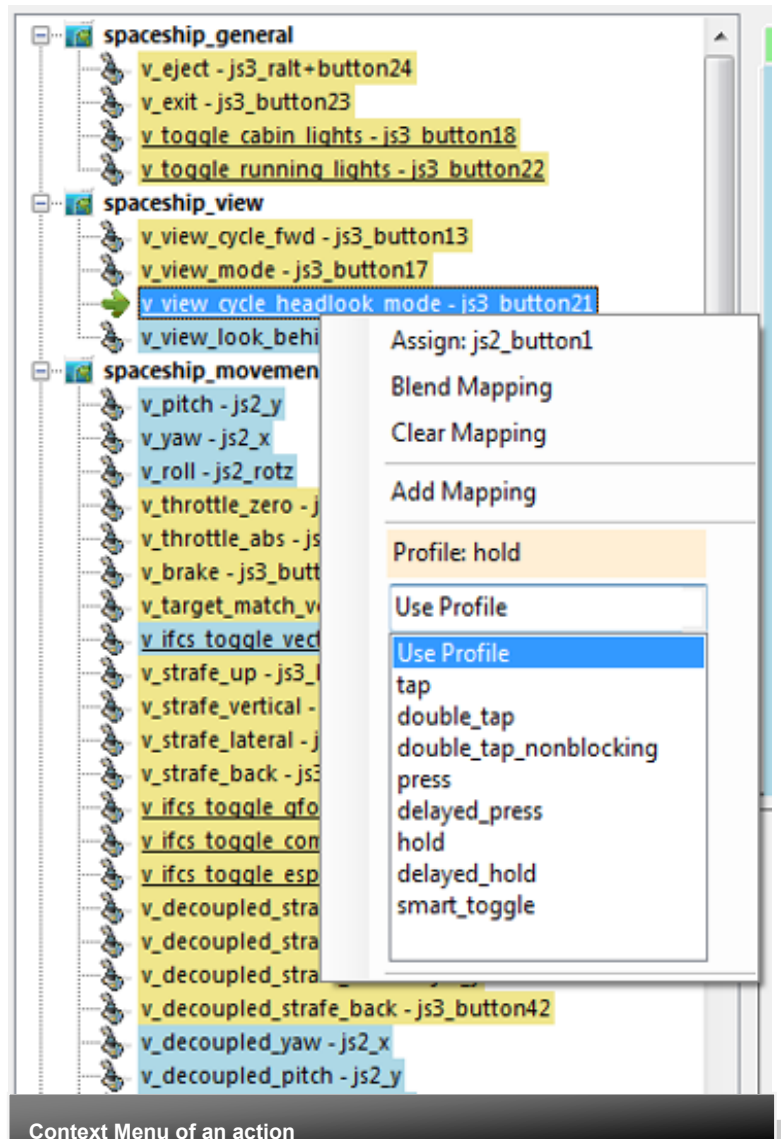 spaceship_general
v_eject - js3_ralt+button24
v_exit - js3_button23
v_toggle_cabin_lights - js3_button18
v_toggle_running_lights - js3_button22
spaceship_view
v_view_cycle_fwd - js3_button13
v_view_mode - js3_button17
v_view_cycle_headlook_mode - js3_button21
v_view_look_behi
Assign: js2_button1
Blend Mapping
Clear Mapping
Add Mapping
Profile: hold
Use Profile
Use Profile
tap
double_tap
double_tap_nonblocking
press
delayed_press
hold
delayed_hold
smart_toggle
spaceship_movemen
v_pitch - js2_y
v_yaw - js2_x
v_roll - js2_rotz
v_throttle_zero - j
v_throttle_abs - js
v_brake - js3_butt
v_target_match_v
v_ifcs_toggle_vect
v_strafe_up - js3_
v_strafe_vertical -
v_strafe_lateral - j
v_strafe_back - js3
v_ifcs_toggle_gfo
v_ifcs_toggle_com
v_ifcs_toggle_esp
v_decoupled_stra
v_decoupled_stra
v_decoupled_stra
v_decoupled_strafe_back - js3_button42
v_decoupled_yaw - js2_x
v_decoupled_pitch - js2_y
Context Menu of an action